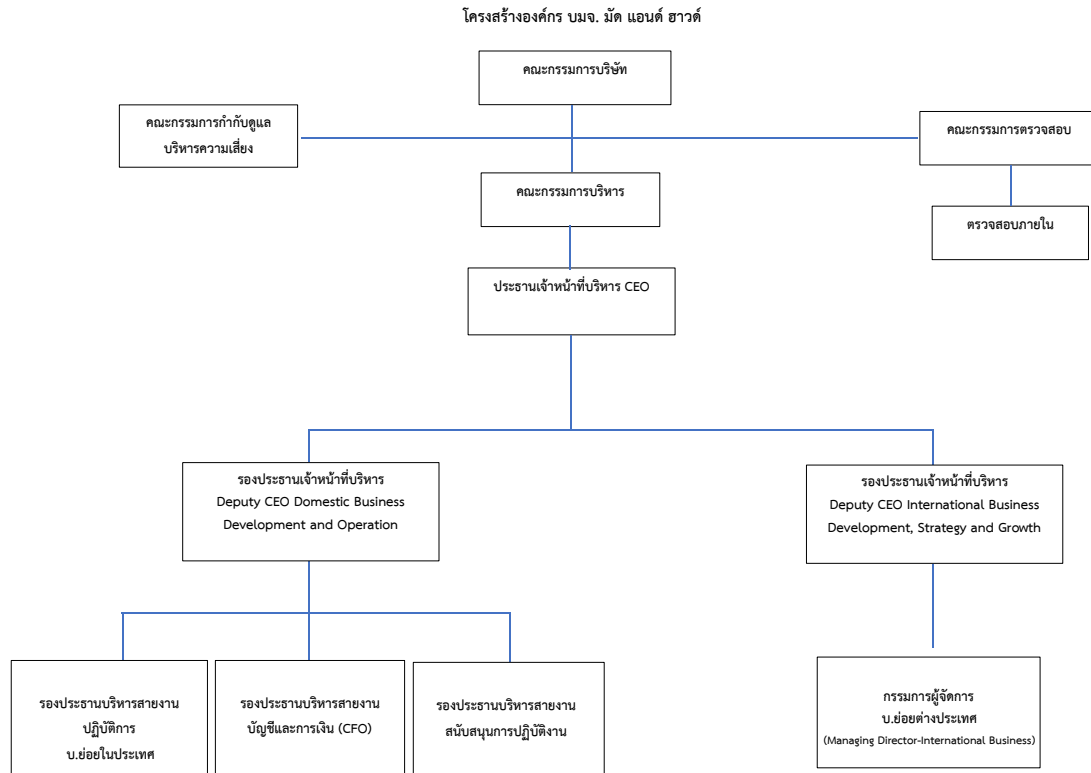 โครงสร้างองค์กร บมจ. มัด แอนด์ ฮาวด์
คณะกรรมการบริษัท
คณะกรรมการกำกับดูแล
บริหารความเสี่ยง
คณะกรรมการตรวจสอบ
คณะกรรมการบริหาร
ตรวจสอบภายใน
ประธานเจ้าหน้าที่บริหาร CEO
รองประธานเจ้าหน้าที่บริหาร
Deputy CEO Domestic Business
Development and Operation
รองประธานเจ้าหน้าที่บริหาร
Deputy CEO International Business
Development, Strategy and Growth
รองประธานบริหารสายงาน
ปฏิบัติการ
บ.ย่อยในประเทศ
รองประธานบริหารสายงาน
บัญชีและการเงิน (CFO)
รองประธานบริหารสายงาน
สนับสนุนการปฏิบัติงาน
กรรมการผู้จัดการ
บ.ย่อยต่างประเทศ
(Managing Director-International Business)